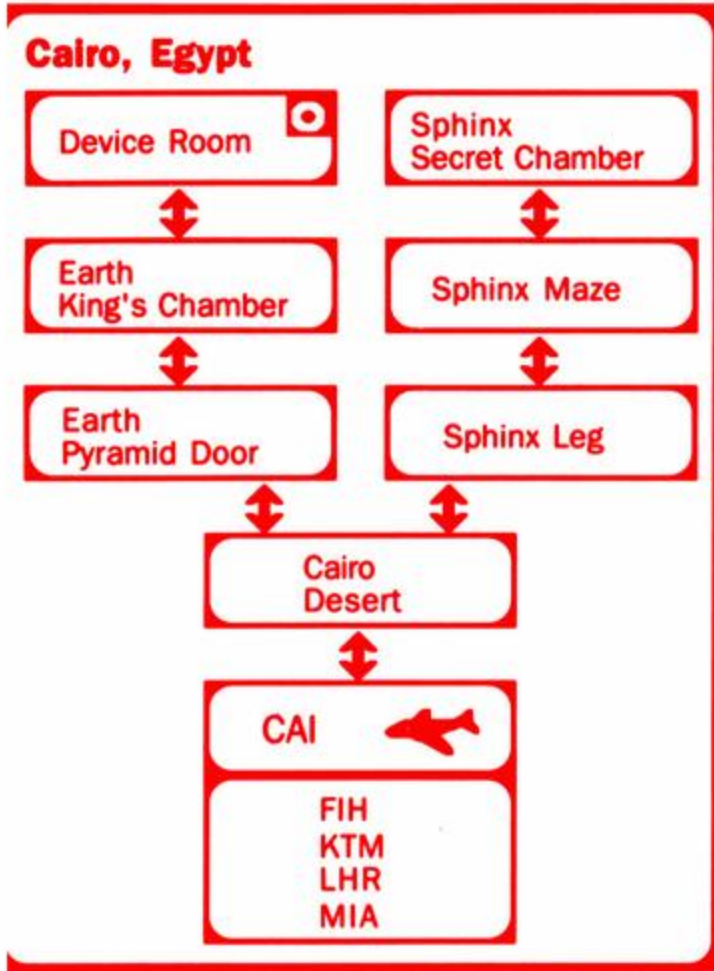 Cairo, Egypt
Device Room
Sphinx
Secret Chamber
Earth
King's Chamber
Sphinx Maze
Earth
Pyramid Door
Sphinx Leg
Cairo
Desert
CAI
FIH
KTM
LHR
MIA